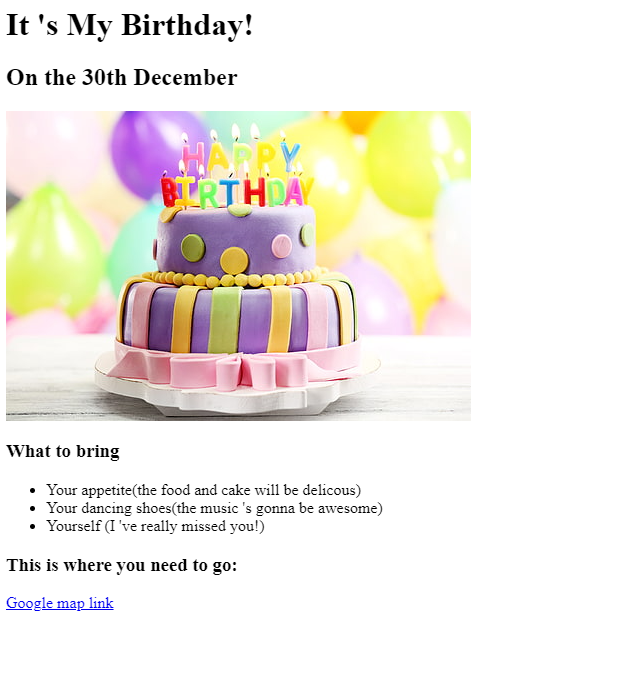 It 's My Birthday!
On the 30th December
HAPPY
BIRTHDAY
What to bring
Your appetite(the food and cake will be delicous)
Your dancing shoes(the music 's gonna be awesome)
Yourself (I 've really missed you!)
This is where you need to go:
Google map link